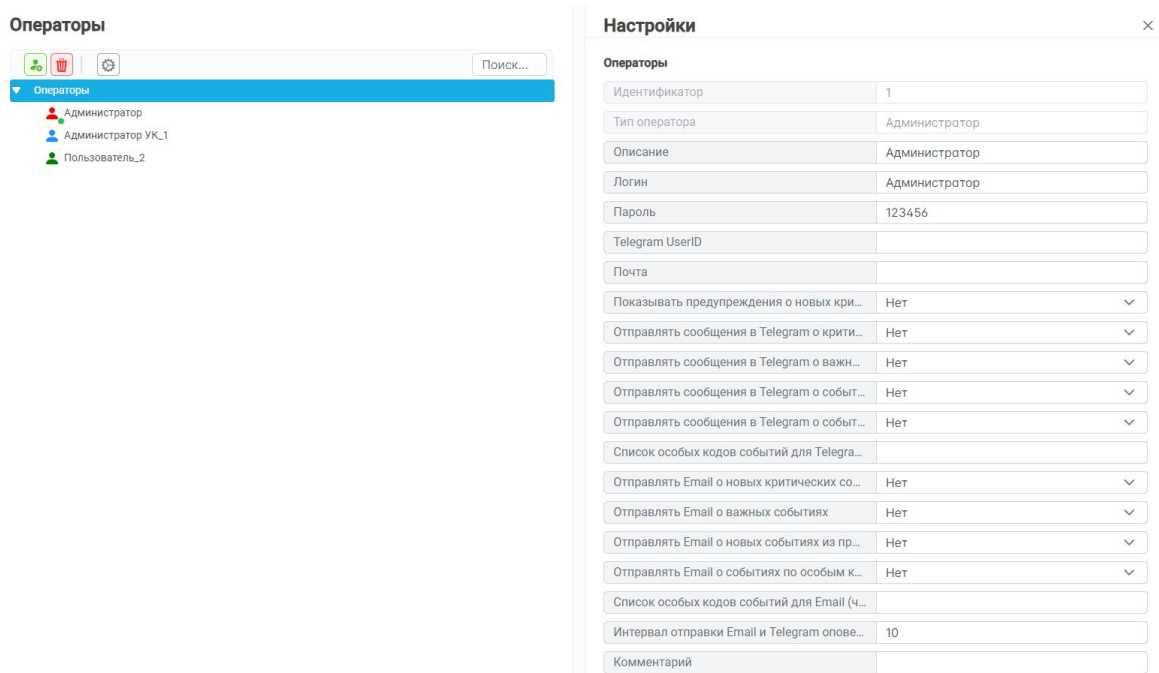 Операторы
Поиск...
Операторы
Администратор
Администратор УК_1
Пользователь_2
Настройки
Операторы
Идентификатор 1
Тип оператора Администратор
Описание Администратор
Логин Администратор
Пароль 123456
Telegram UserID
Почта
Показывать предупреждения о новых кри... Нет
Отправлять сообщения в Telegram о крити... Нет
Отправлять сообщения в Telegram о важн... Нет
Отправлять сообщения в Telegram о событ... Нет
Отправлять сообщения в Telegram о событ... Нет
Список особых кодов событий для Telegra...
Отправлять Email о новых критических со... Нет
Отправлять Email о важных событиях Нет
Отправлять Email о новых событиях из пр... Нет
Отправлять Email о событиях по особым к... Нет
Список особых кодов событий для Email (ч...
Интервал отправки Email и Telegram опове... 10
Комментарий